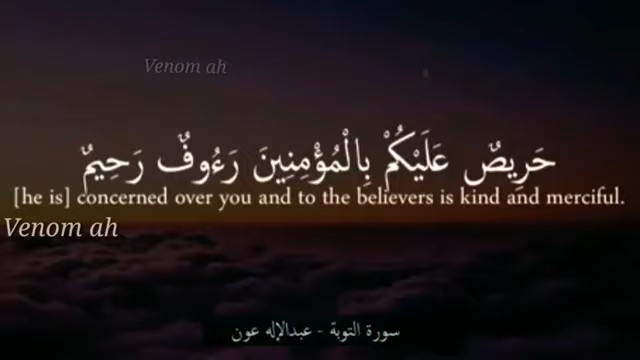 Venom ah
حَرِيصٌ عَلَيْكُمْ بِالْمُؤْمِنِينَ رَءُوفٌ رَحِيمٌ
[he is] concerned over you and to the believers is kind and merciful.
Venom ah
سورة التوبة - عبدالإله عون